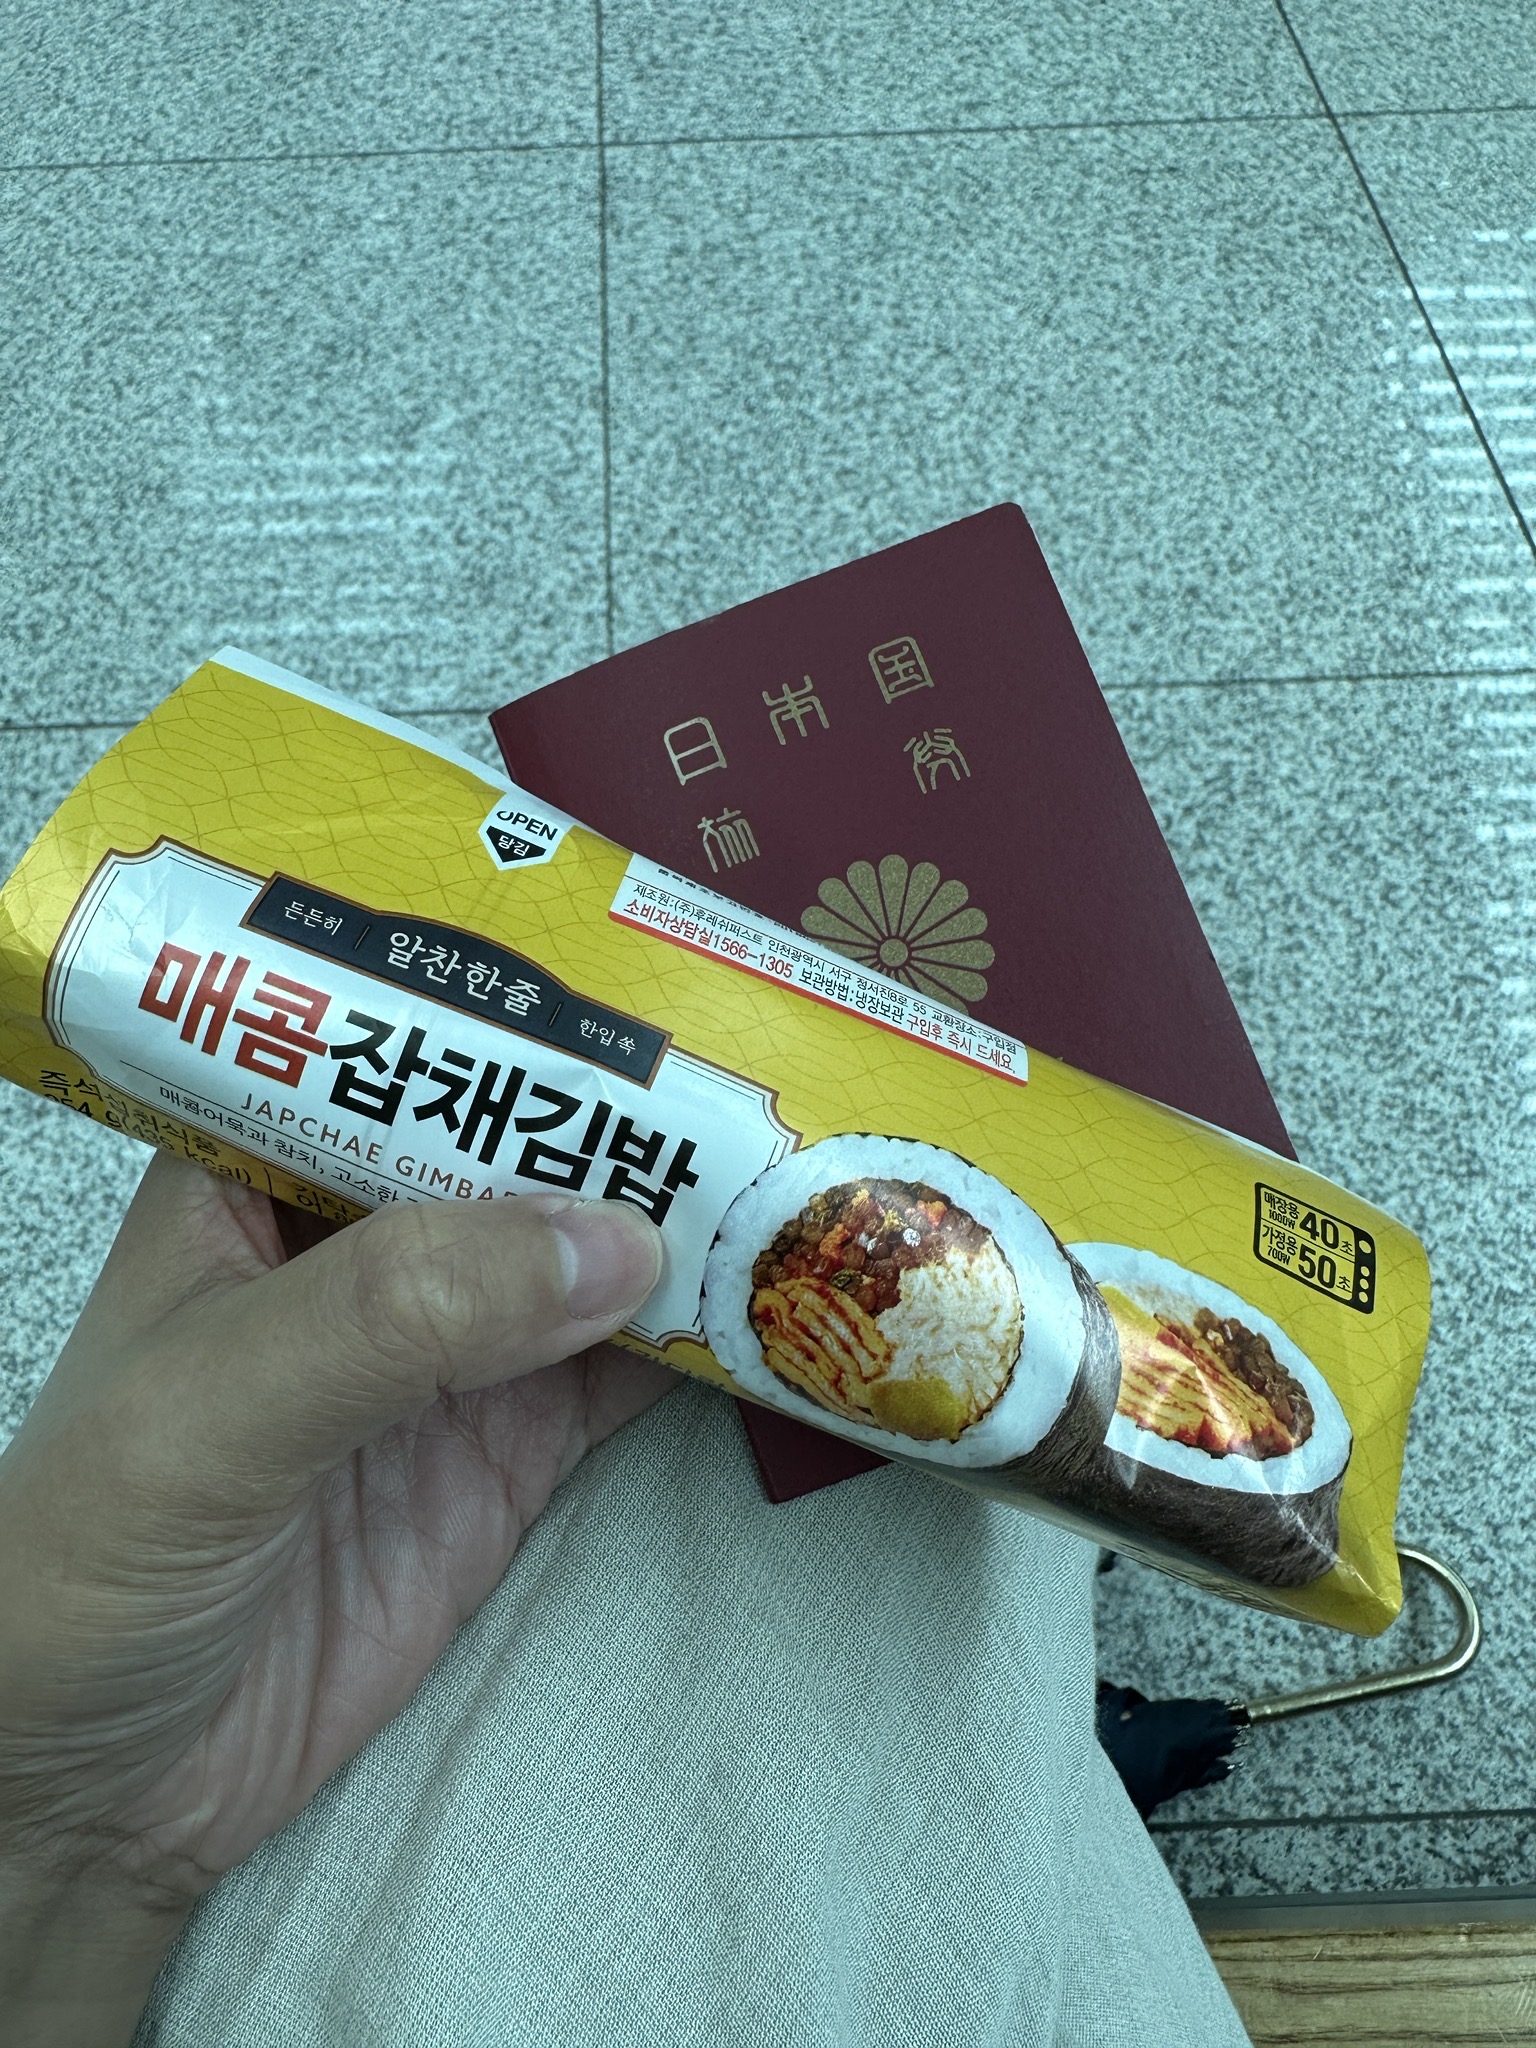 日本国
旅券
OPEN
당김
제조원:(주)후레쉬퍼스트 인천광역시 서구 정서진8로 55 교환장소:구입점
소비자상담실1566-1305 보관방법:냉장보관 구입후 즉시 드세요.
든든히 | 알찬한줄 | 한입 쏙
매콤잡채김밥
JAPCHAE GIMBAP
매콤어묵과 참치, 고소한
즉석섭취식품
254 g(435 kcal)
매장용 1000W 40초
가정용 700W 50초